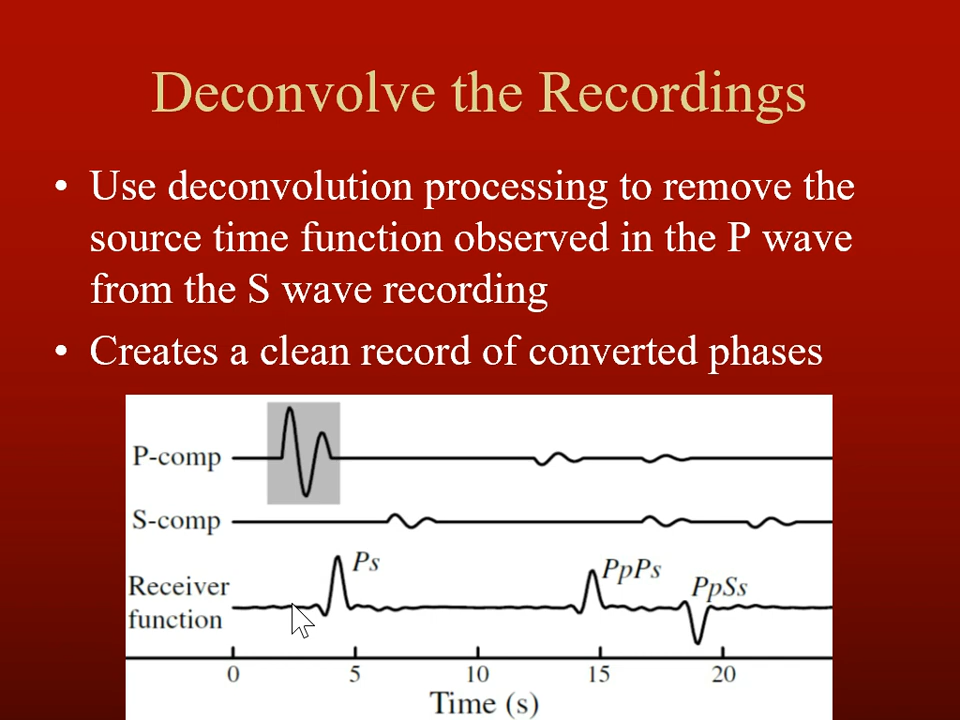 Deconvolve the Recordings
• Use deconvolution processing to remove the
source time function observed in the P wave
from the S wave recording
• Creates a clean record of converted phases
P-comp
S-comp
Ps
PpPs
PpSs
Receiver
function
0 5 10 15 20
Time (s)